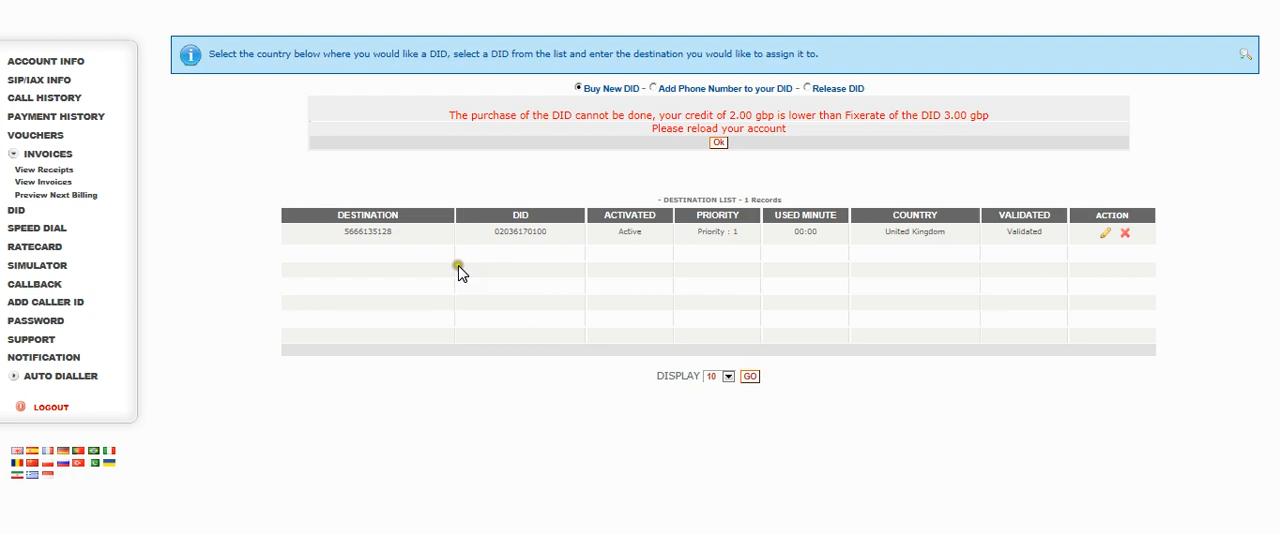 Select the country below where you would like a DID, select a DID from the list and enter the destination you would like to assign it to.
ACCOUNT INFO
SIP/IAX INFO
CALL HISTORY
PAYMENT HISTORY
VOUCHERS
INVOICES
View Receipts
View Invoices
Preview Next Billing
DID
SPEED DIAL
RATECARD
SIMULATOR
CALLBACK
ADD CALLER ID
PASSWORD
SUPPORT
NOTIFICATION
AUTO DIALLER
LOGOUT
Buy New DID - Add Phone Number to your DID - Release DID
The purchase of the DID cannot be done, your credit of 2.00 gbp is lower than Fixerate of the DID 3.00 gbp
Please reload your account
Ok
- DESTINATION LIST - 1 Records
DESTINATION DID ACTIVATED PRIORITY USED MINUTE COUNTRY VALIDATED ACTION
5666135128 02036170100 Active Priority : 1 00:00 United Kingdom Validated
DISPLAY 10 GO